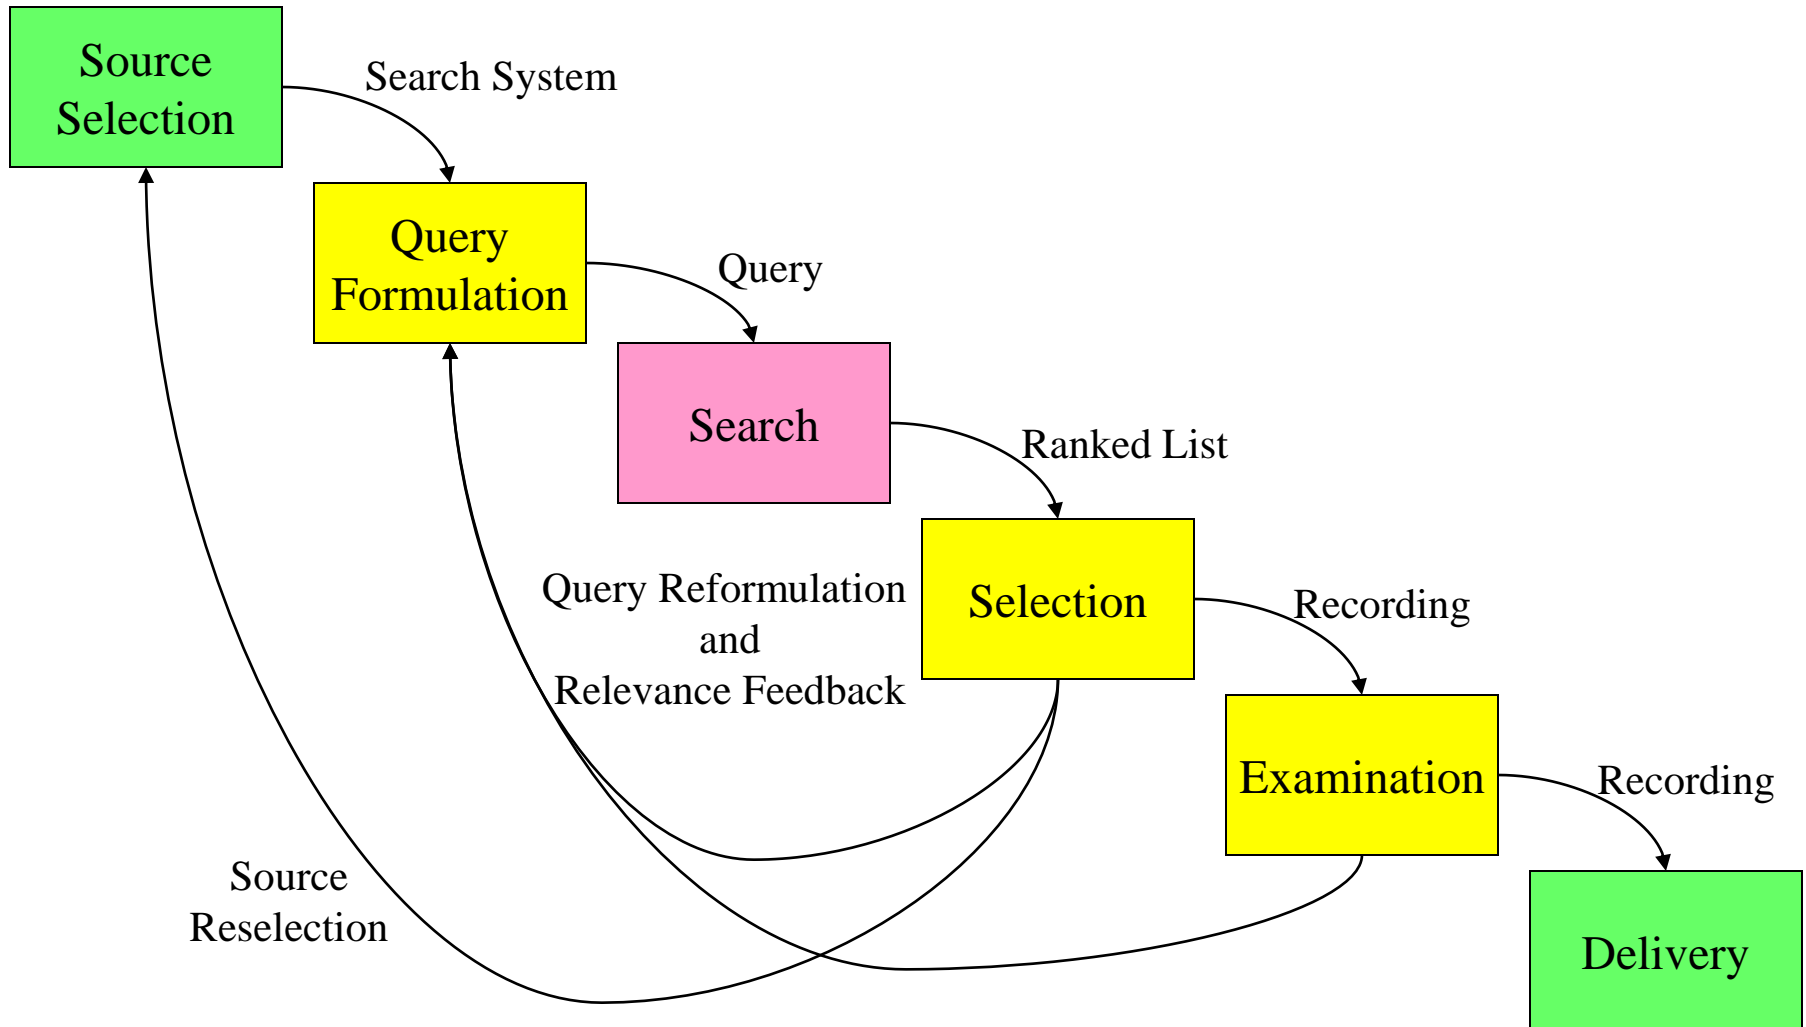 Source
Selection
Search System
Query
Formulation
Query
Search
Ranked List
Query Reformulation
and
Relevance Feedback
Selection
Recording
Examination
Recording
Source
Reselection
Delivery